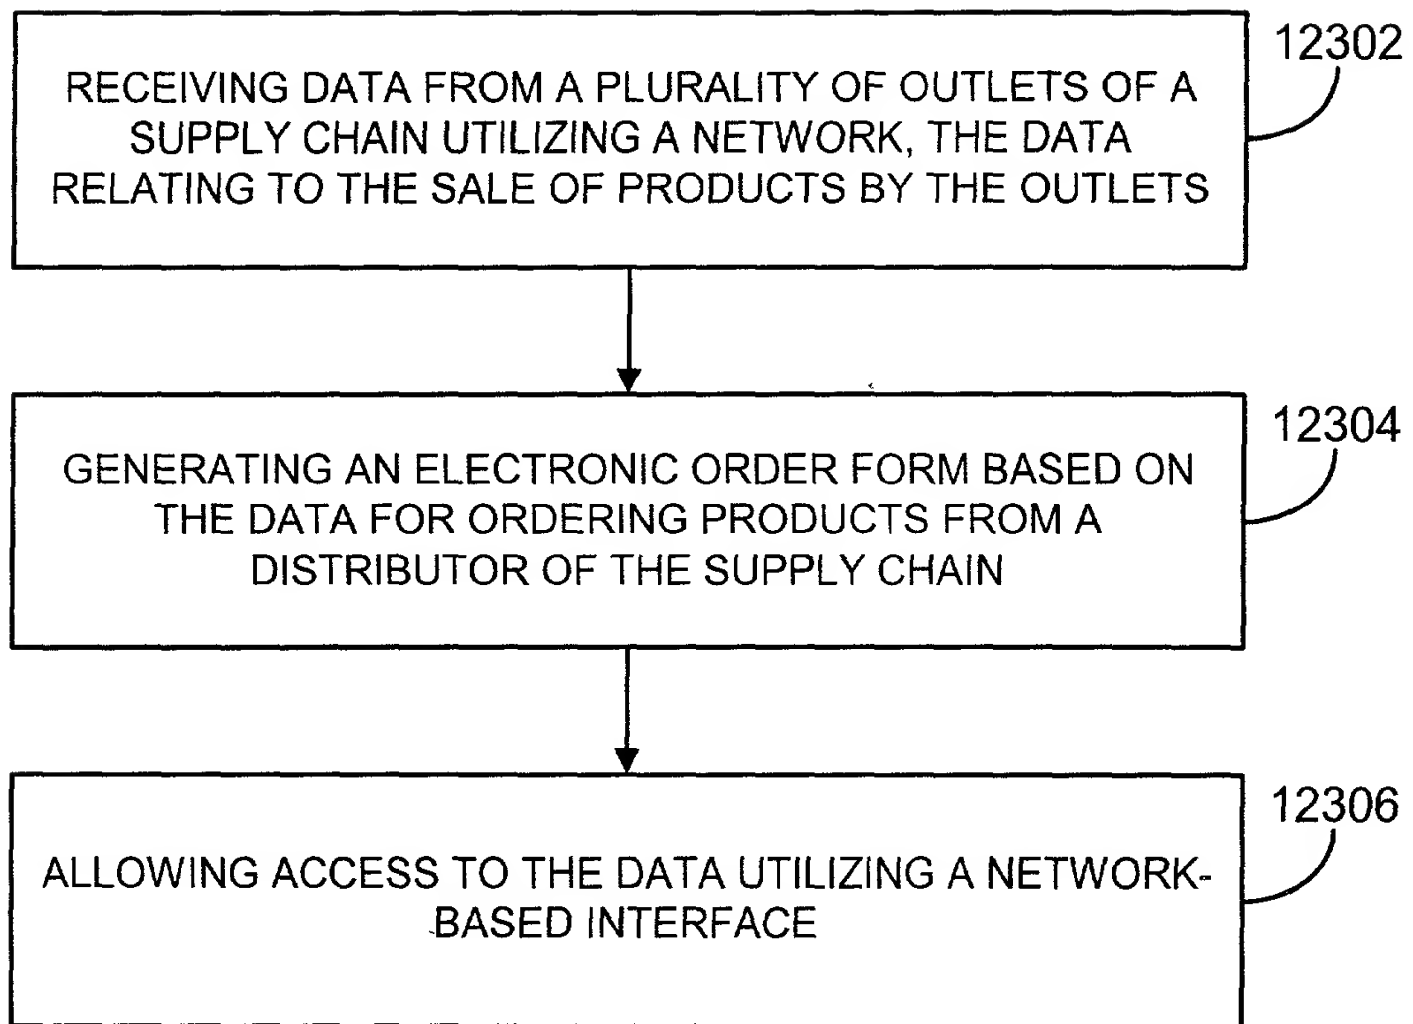 12302
RECEIVING DATA FROM A PLURALITY OF OUTLETS OF A
SUPPLY CHAIN UTILIZING A NETWORK, THE DATA
RELATING TO THE SALE OF PRODUCTS BY THE OUTLETS
12304
GENERATING AN ELECTRONIC ORDER FORM BASED ON
THE DATA FOR ORDERING PRODUCTS FROM A
DISTRIBUTOR OF THE SUPPLY CHAIN
12306
ALLOWING ACCESS TO THE DATA UTILIZING A NETWORK-
BASED INTERFACE